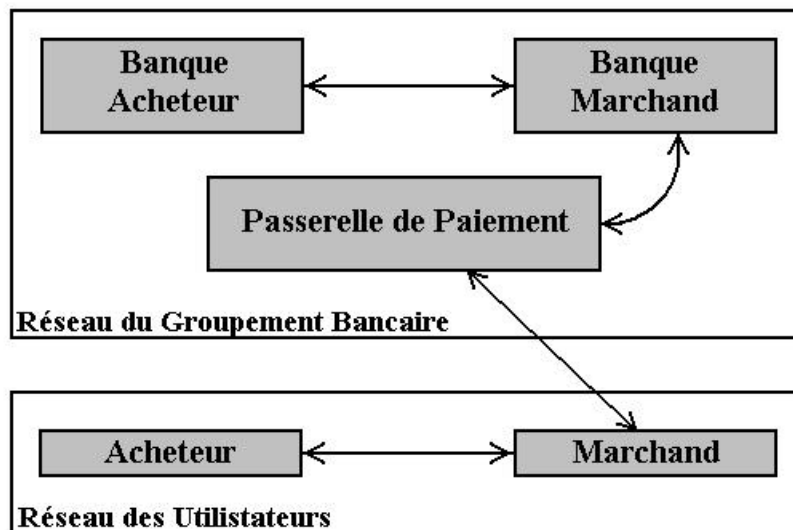 Banque
Acheteur
Banque
Marchand
Passerelle de Paiement
Réseau du Groupement Bancaire
Acheteur
Marchand
Réseau des Utilistateurs